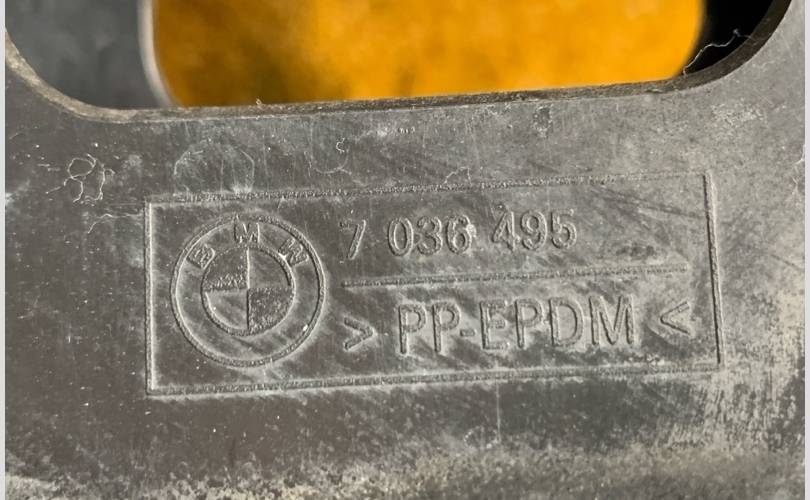 BMW
7 036 495
> PP-EPDM <